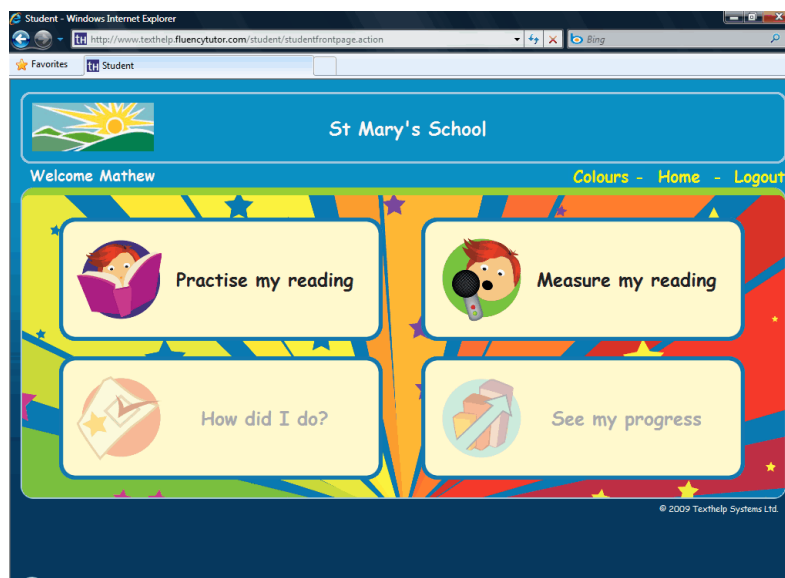 Student - Windows Internet Explorer
http://www.texthelp.fluencytutor.com/student/studentfrontpage.action
Bing
Favorites
tH Student
St Mary's School
Welcome Mathew
Colours - Home - Logout
Practise my reading
Measure my reading
How did I do?
See my progress
© 2009 Texthelp Systems Ltd.